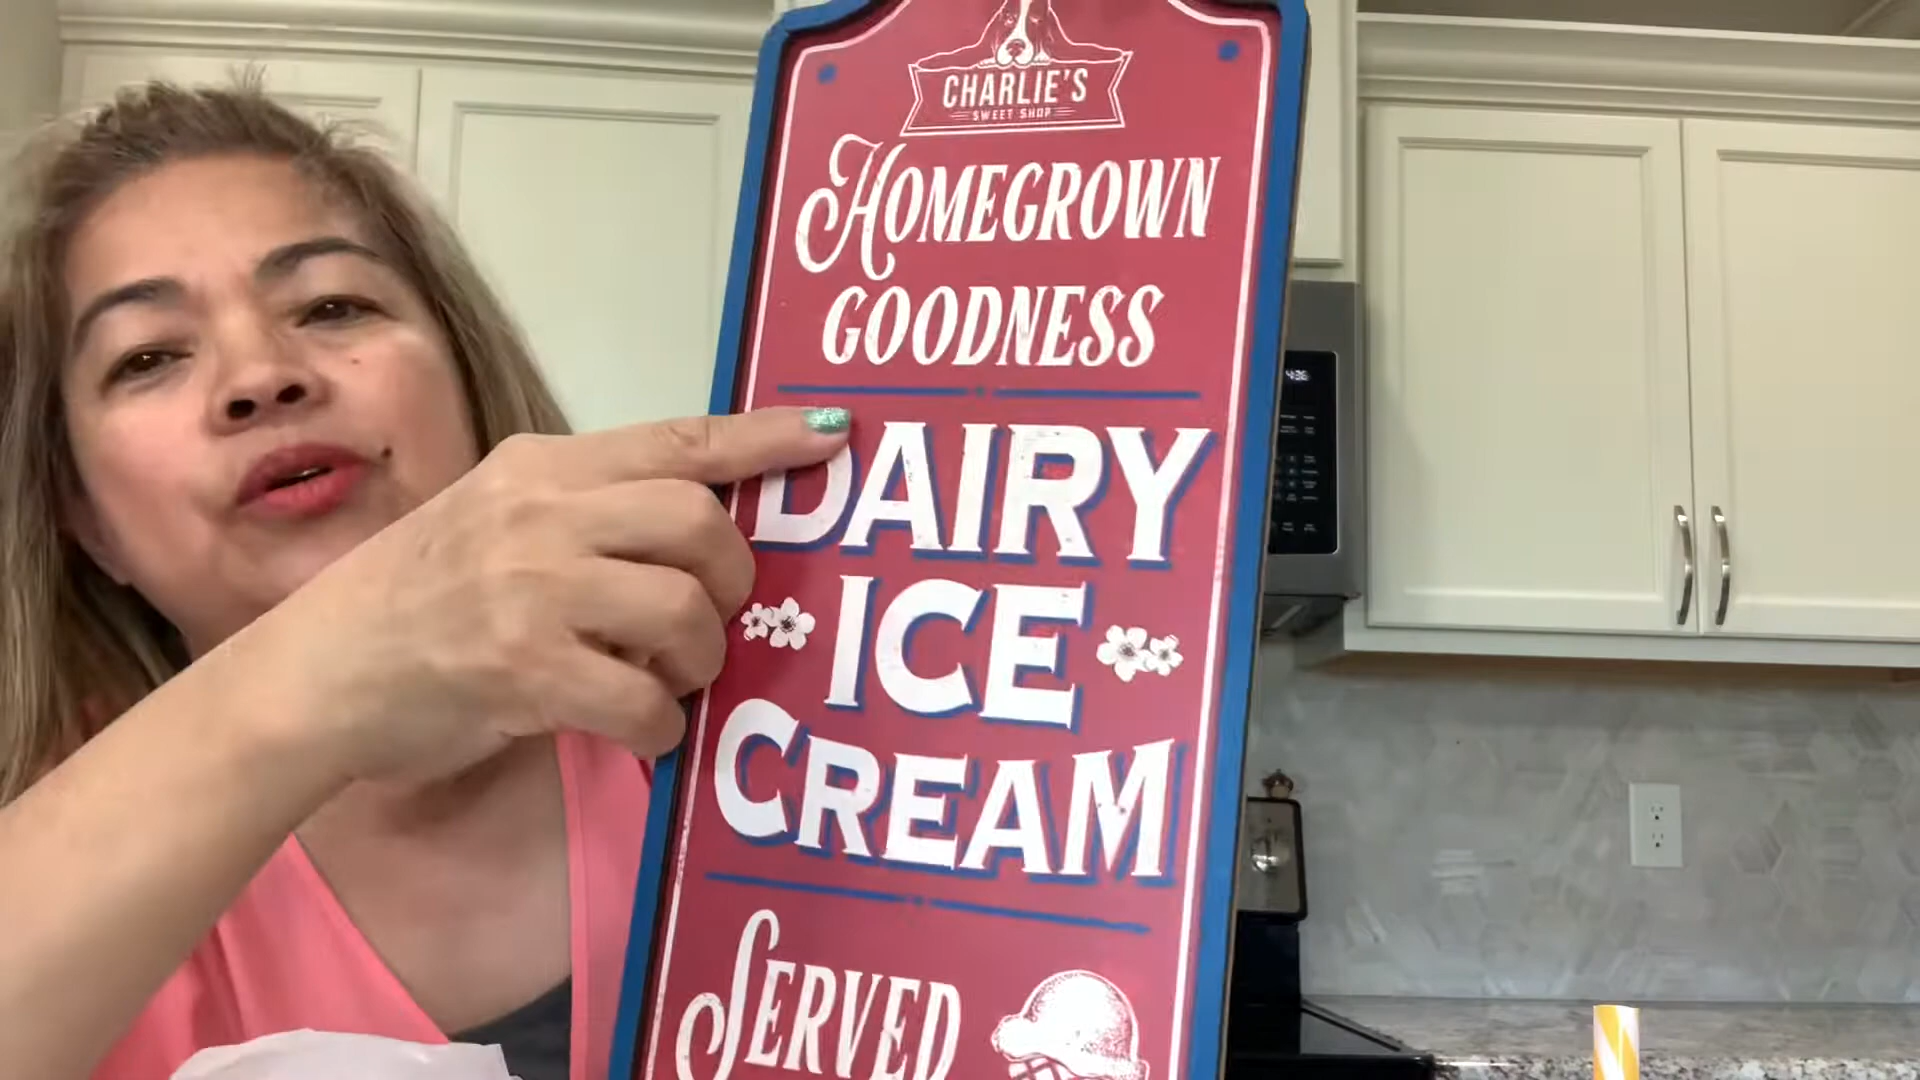 CHARLIE'S
SWEET SHOP
HOMEGROWN
GOODNESS
DAIRY
ICE
CREAM
SERVED